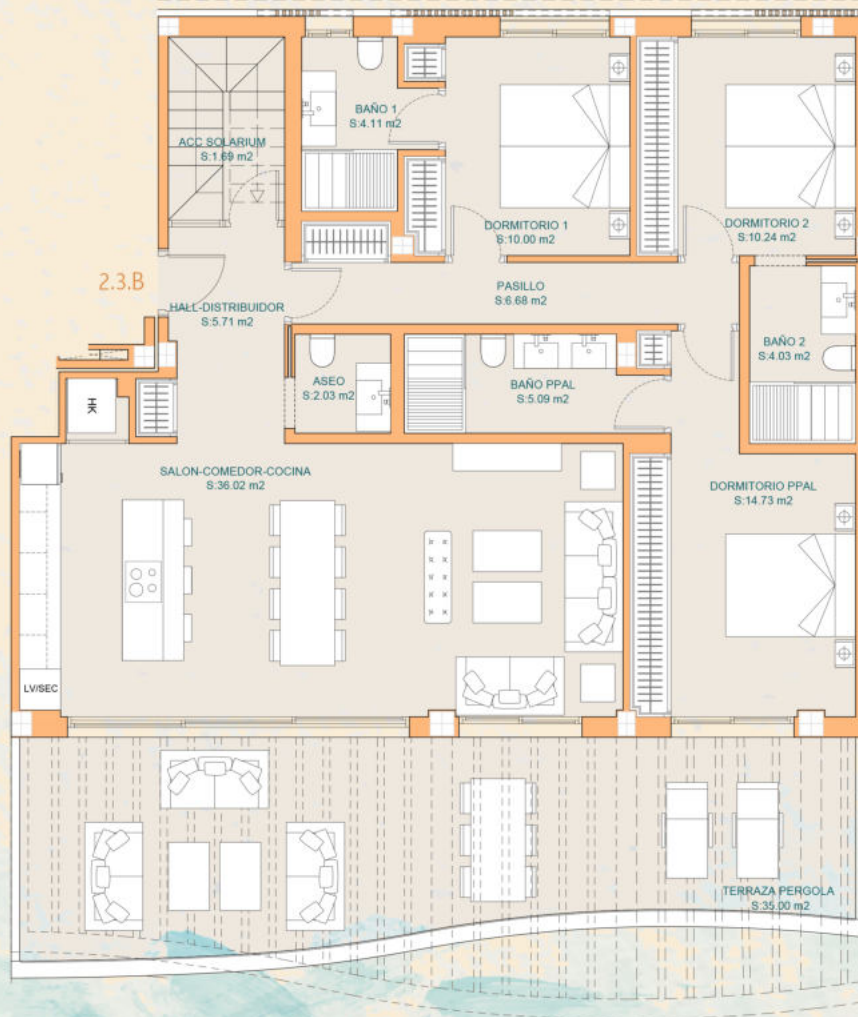 BAÑO 1
S:4.11 m2
ACC SOLARIUM
S:1.69 m2
DORMITORIO 1
S:10.00 m2
DORMITORIO 2
S:10.24 m2
2.3.B
HALL-DISTRIBUIDOR
S:5.71 m2
PASILLO
S:6.68 m2
BAÑO 2
S:4.03 m2
ASEO
S:2.03 m2
BAÑO PPAL
S:5.09 m2
HK
SALON-COMEDOR-COCINA
S:36.02 m2
DORMITORIO PPAL
S:14.73 m2
LV/SEC
TERRAZA PERGOLA
S:35.00 m2